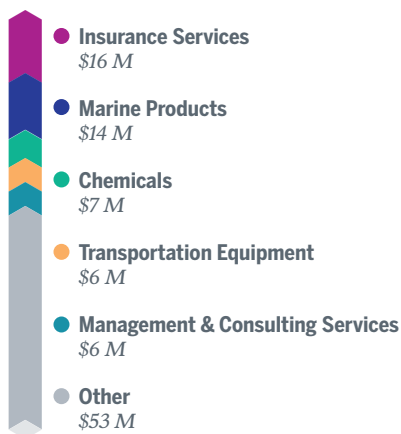 Insurance Services
$16 M
Marine Products
$14 M
Chemicals
$7 M
Transportation Equipment
$6 M
Management & Consulting Services
$6 M
Other
$53 M